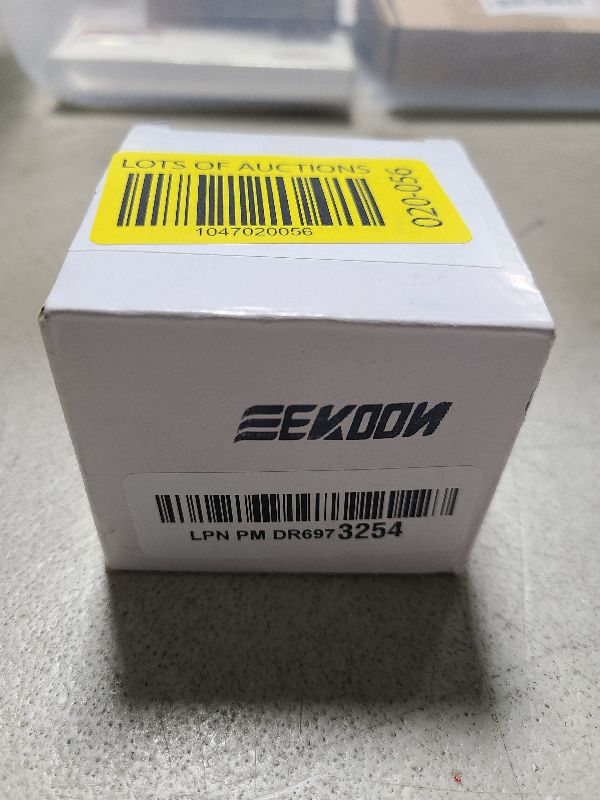 LOTS OF AUCTIONS
1047020056
020-056
EEKOON
LPN PM DR6973254